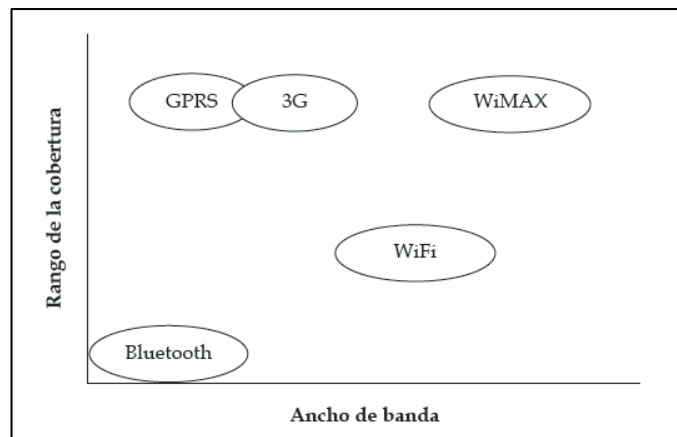 GPRS
3G
WiMAX
Rango de la cobertura
WiFi
Bluetooth
Ancho de banda